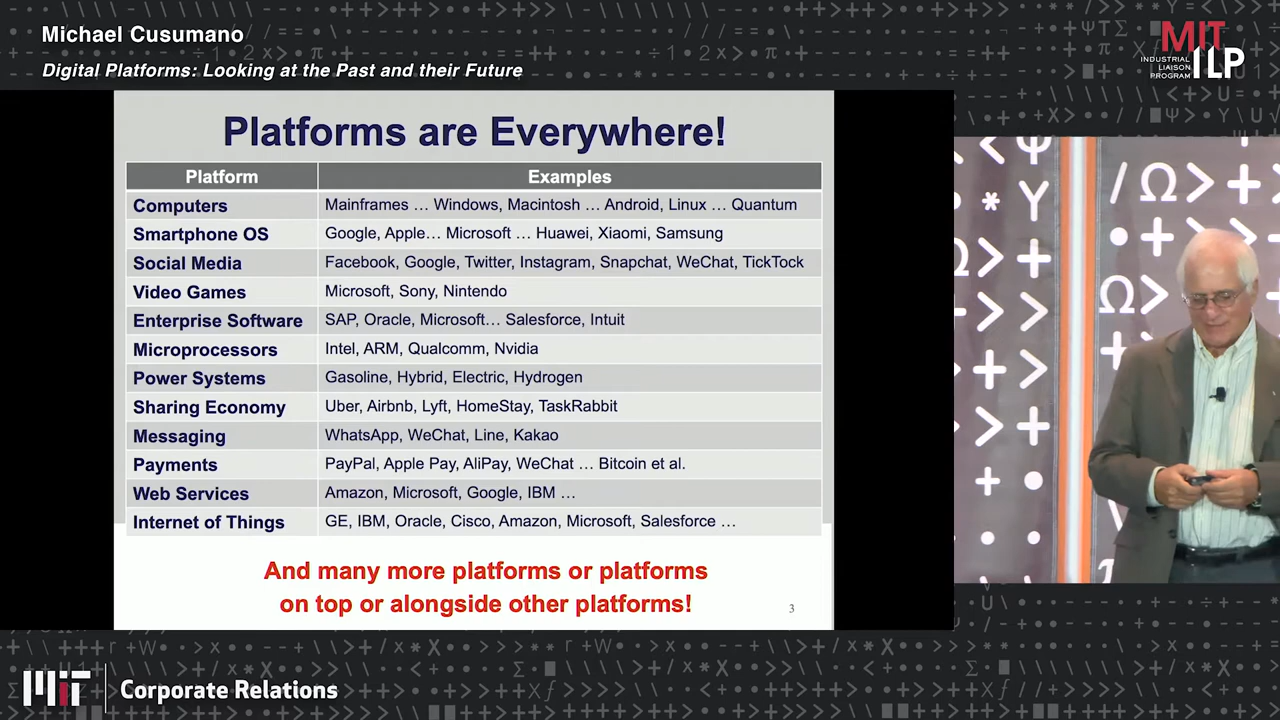 Michael Cusumano
Digital Platforms: Looking at the Past and their Future
MIT
INDUSTRIAL
LIAISON
PROGRAM
ILP
Platforms are Everywhere!
Platform Examples
Computers Mainframes … Windows, Macintosh … Android, Linux … Quantum
Smartphone OS Google, Apple… Microsoft … Huawei, Xiaomi, Samsung
Social Media Facebook, Google, Twitter, Instagram, Snapchat, WeChat, TickTock
Video Games Microsoft, Sony, Nintendo
Enterprise Software SAP, Oracle, Microsoft… Salesforce, Intuit
Microprocessors Intel, ARM, Qualcomm, Nvidia
Power Systems Gasoline, Hybrid, Electric, Hydrogen
Sharing Economy Uber, Airbnb, Lyft, HomeStay, TaskRabbit
Messaging WhatsApp, WeChat, Line, Kakao
Payments PayPal, Apple Pay, AliPay, WeChat … Bitcoin et al.
Web Services Amazon, Microsoft, Google, IBM …
Internet of Things GE, IBM, Oracle, Cisco, Amazon, Microsoft, Salesforce …
And many more platforms or platforms
on top or alongside other platforms!
3
MIT Corporate Relations